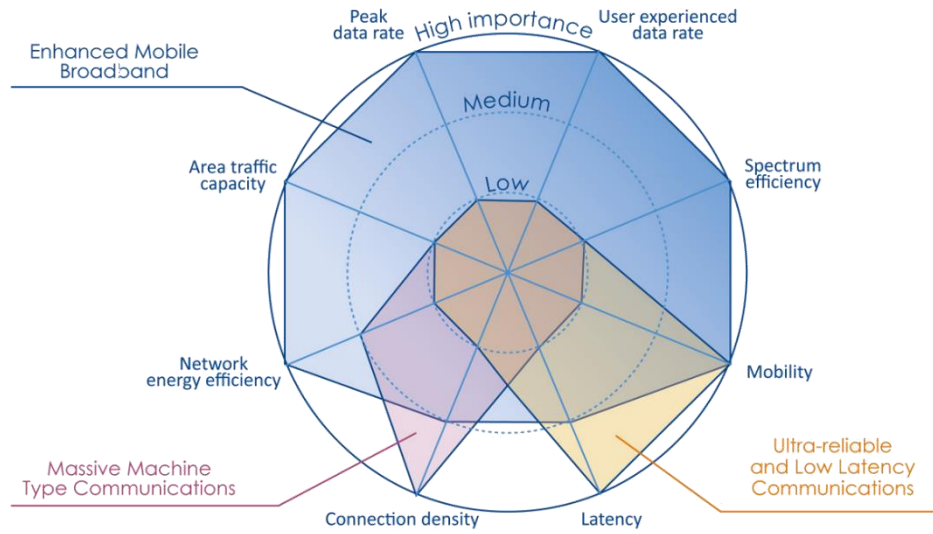 Peak
data rate
High importance
User experienced
data rate
Enhanced Mobile
Broadband
Medium
Area traffic
capacity
Low
Spectrum
efficiency
Network
energy efficiency
Mobility
Massive Machine
Type Communications
Ultra-reliable
and Low Latency
Communications
Connection density
Latency